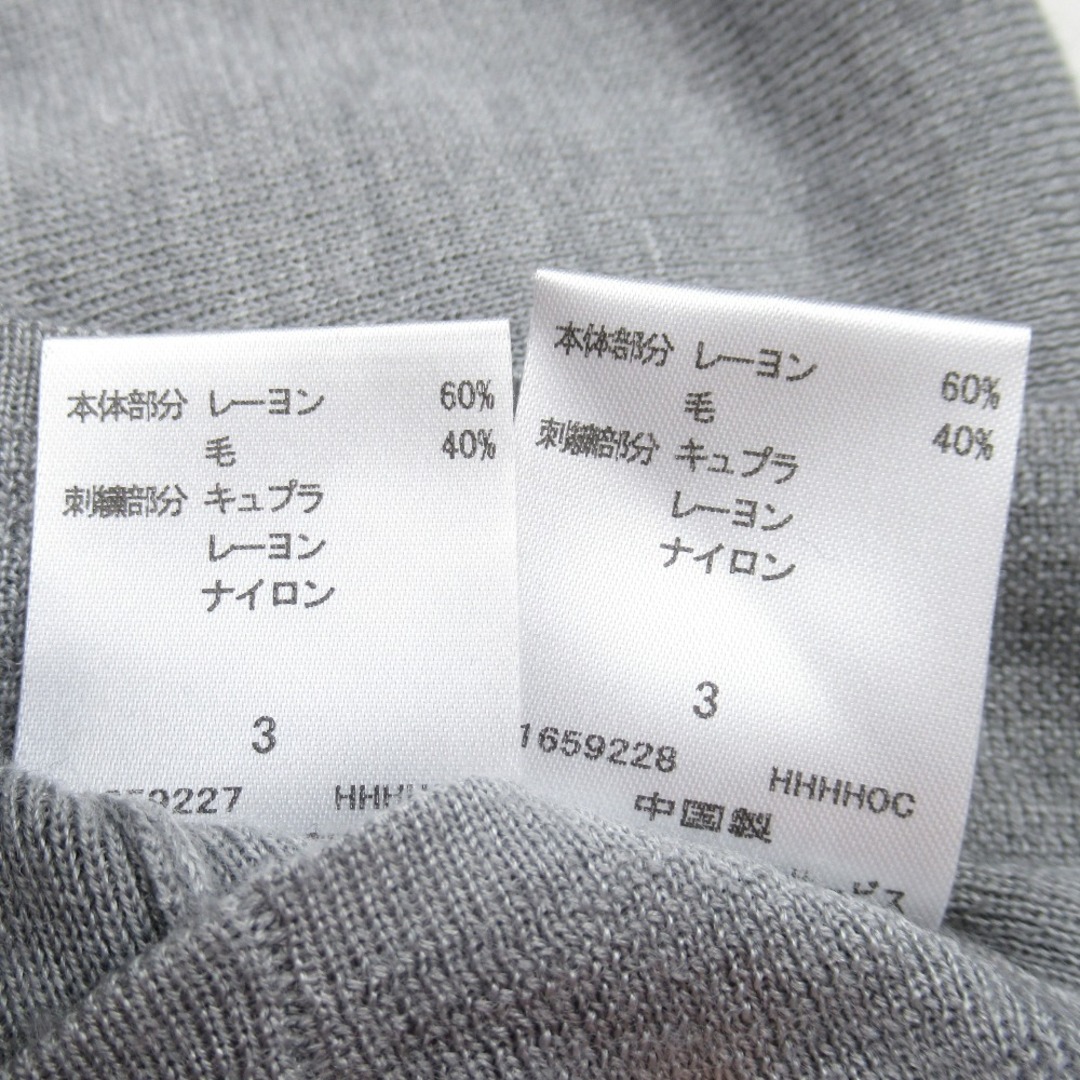 本体部分 レーヨン 60%
毛 40%
刺繍部分 キュプラ
レーヨン
ナイロン
3
本体部分 レーヨン 60%
毛 40%
刺繍部分 キュプラ
レーヨン
ナイロン
3
1659228 HHHHOC
中国製